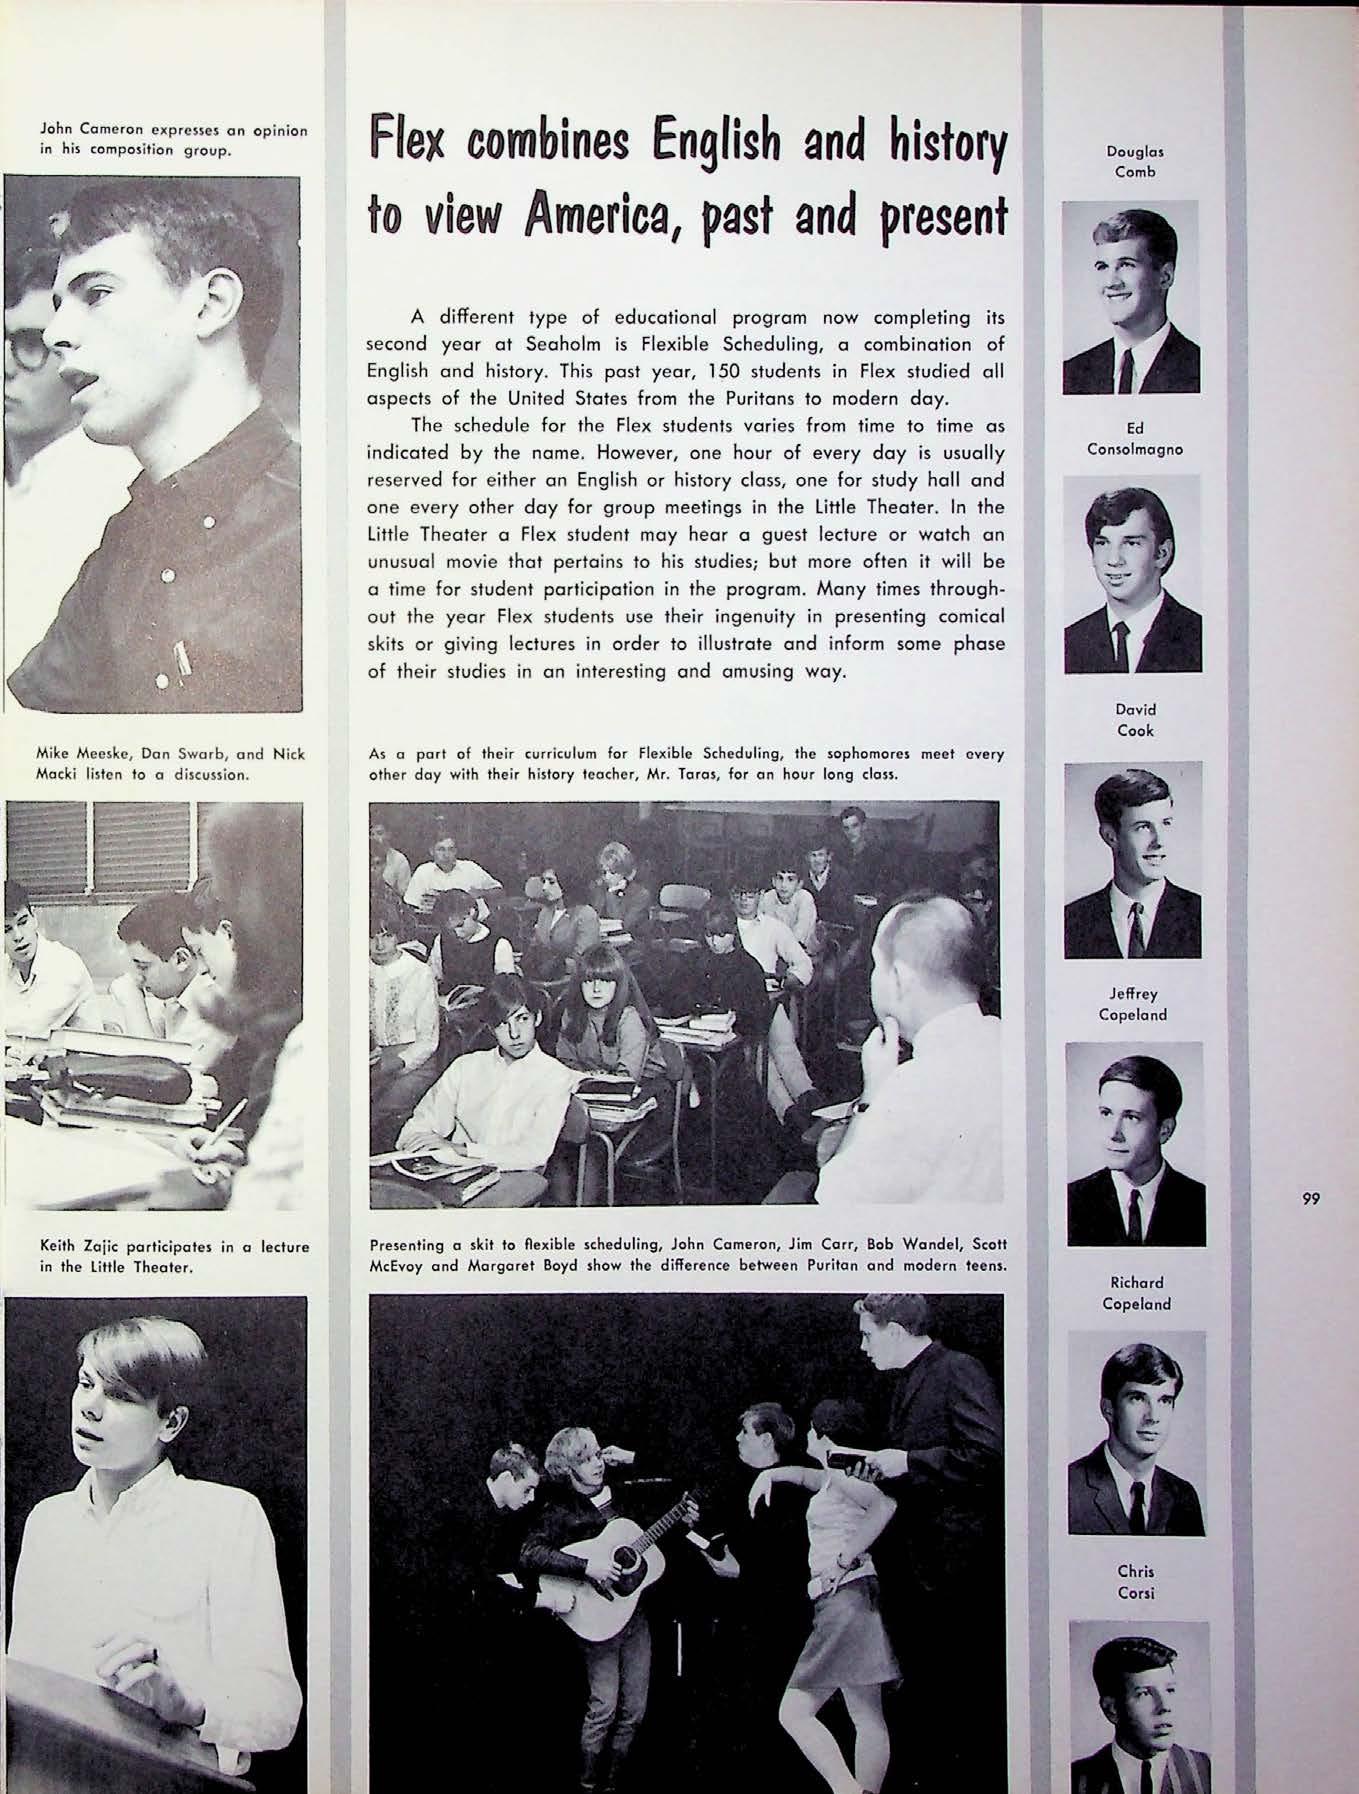 John Cameron expresses an opinion
in his composition group.
Mike Meeske, Dan Swarb, and Nick
Macki listen to a discussion.
Keith Zajic participates in a lecture
in the Little Theater.
Flex combines English and history
to view America, past and present
A different type of educational program now completing its
second year at Seaholm is Flexible Scheduling, a combination of
English and history. This past year, 150 students in Flex studied all
aspects of the United States from the Puritans to modern day.
The schedule for the Flex students varies from time to time as
indicated by the name. However, one hour of every day is usually
reserved for either an English or history class, one for study hall and
one every other day for group meetings in the Little Theater. In the
Little Theater a Flex student may hear a guest lecture or watch an
unusual movie that pertains to his studies; but more often it will be
a time for student participation in the program. Many times through-
out the year Flex students use their ingenuity in presenting comical
skits or giving lectures in order to illustrate and inform some phase
of their studies in an interesting and amusing way.
As a part of their curriculum for Flexible Scheduling, the sophomores meet every
other day with their history teacher, Mr. Taras, for an hour long class.
Presenting a skit to flexible scheduling, John Cameron, Jim Carr, Bob Wandel, Scott
McEvoy and Margaret Boyd show the difference between Puritan and modern teens.
Douglas
Comb
Ed
Consolmagno
David
Cook
Jeffrey
Copeland
Richard
Copeland
Chris
Corsi
99